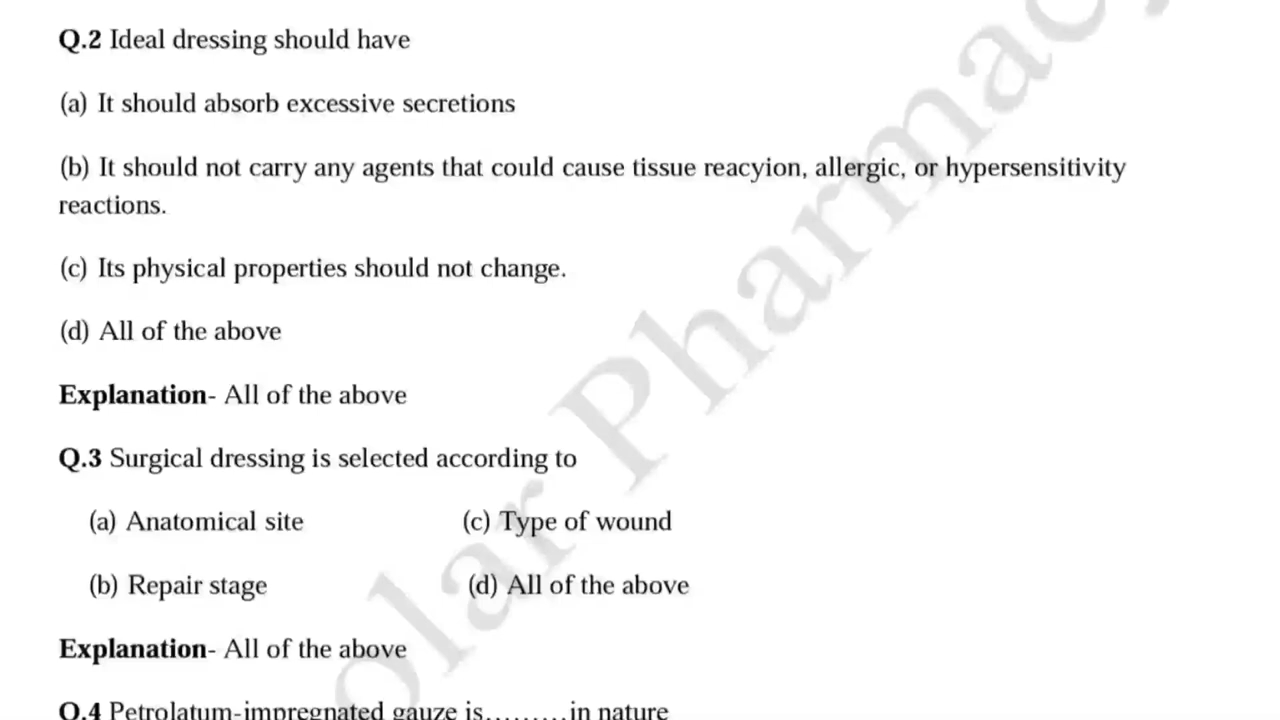 Q.2 Ideal dressing should have
(a) It should absorb excessive secretions
(b) It should not carry any agents that could cause tissue reacyion, allergic, or hypersensitivity
reactions.
(c) Its physical properties should not change.
(d) All of the above
Explanation- All of the above
Q.3 Surgical dressing is selected according to
(a) Anatomical site (c) Type of wound
(b) Repair stage (d) All of the above
Explanation- All of the above
Q.4 Petrolatum-impregnated gauze is.........in nature
olar Pharmacy